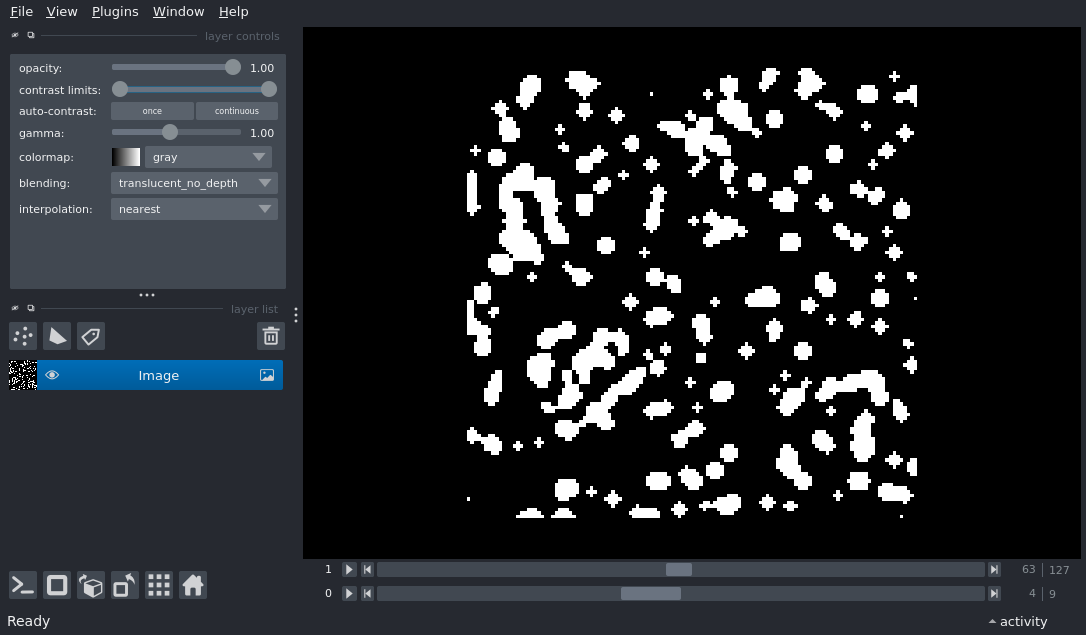 File View Plugins Window Help
layer controls
opacity: 1.00
contrast limits:
auto-contrast: once continuous
gamma: 1.00
colormap: gray
blending: translucent_no_depth
interpolation: nearest
layer list
Image
1 63 127
0 4 9
Ready activity